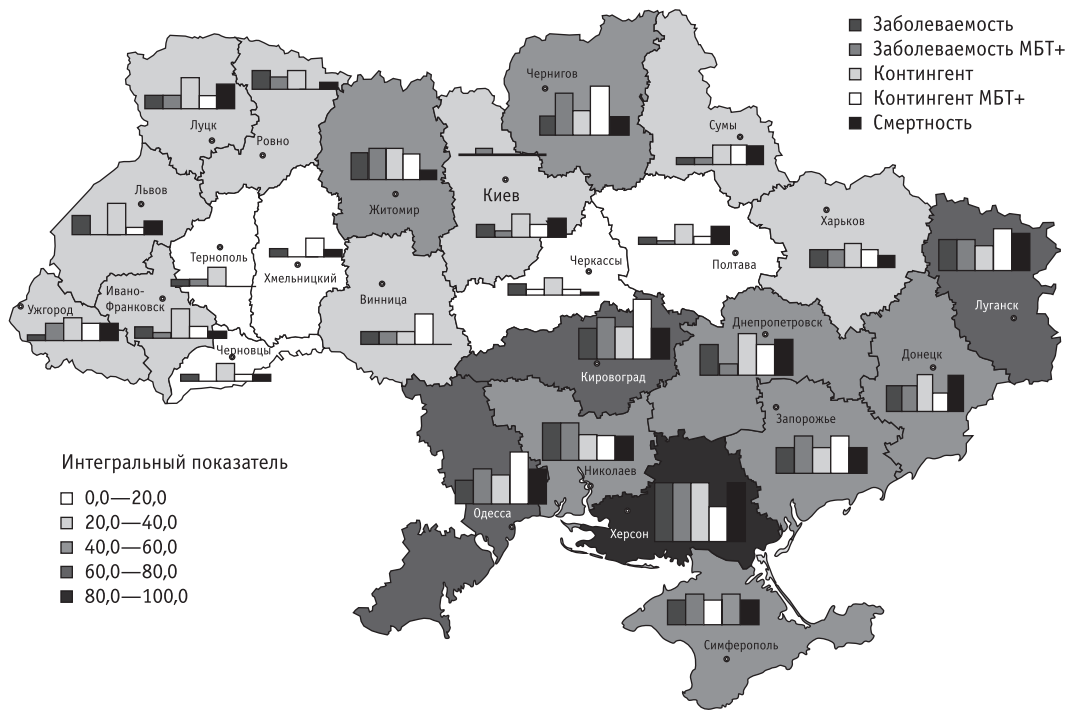 Заболеваемость
Заболеваемость МБТ+
Контингент
Контингент МБТ+
Смертность
Чернигов
Луцк
Ровно
Сумы
Львов
Житомир
Киев
Харьков
Тернополь
Хмельницкий
Черкассы
Полтава
Ивано-
Франковск
Ужгород
Винница
Луганск
Черновцы
Днепропетровск
Донецк
Кировоград
Запорожье
Николаев
Одесса
Херсон
Симферополь
Интегральный показатель
0,0—20,0
20,0—40,0
40,0—60,0
60,0—80,0
80,0—100,0